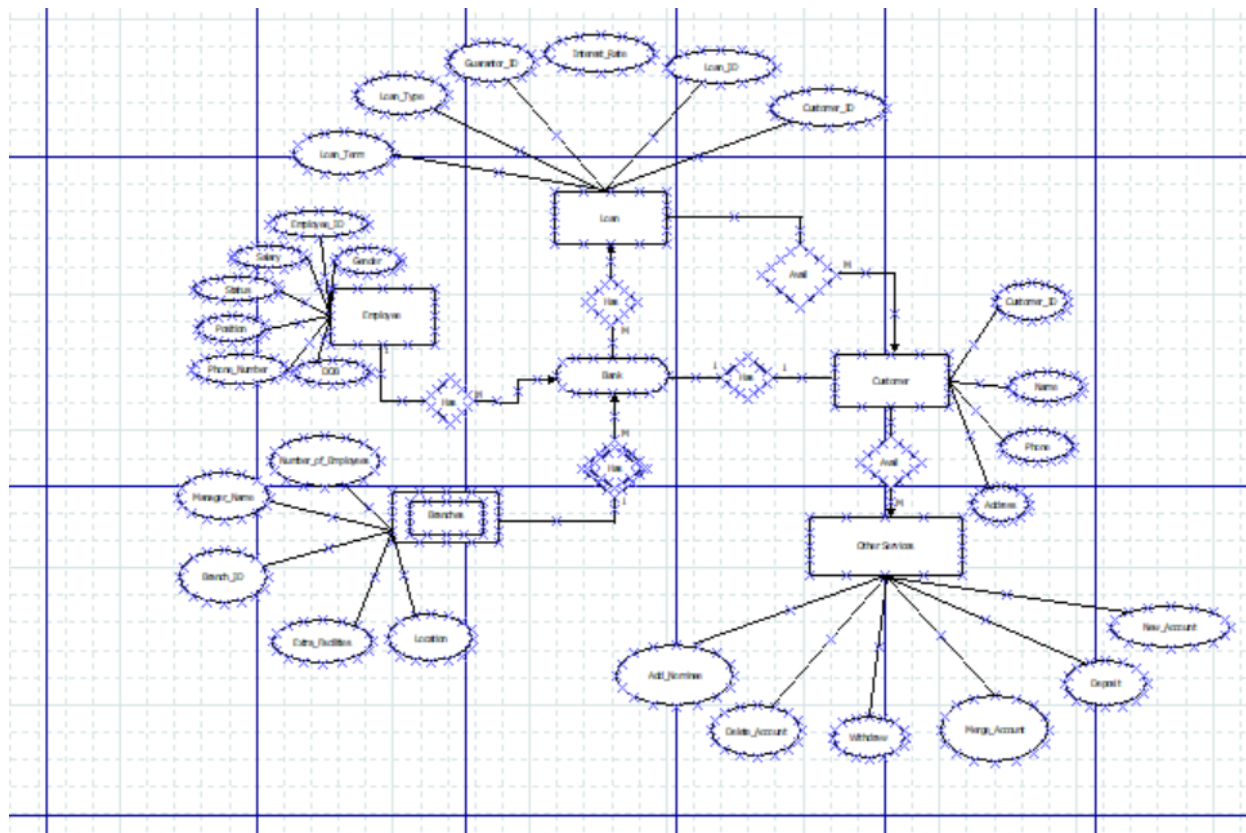 Interest_Rate
Guarantor_ID
Loan_ID
Loan_Type
Customer_ID
Loan_Term
Loan
Employee_ID
Salary
Gender
Status
Employee
Position
Phone_Number
DOB
Avail
M
Has
M
Customer_ID
Bank
1
Has
1
Customer
Name
Has
M
M
Phone
Number_of_Employees
Has
Avail
Manager_Name
1
M
Address
Branches
Other Services
Branch_ID
Extra_Facilities
Location
New_Account
Add_Nominee
Deposit
Delete_Account
Withdrew
Merge_Account